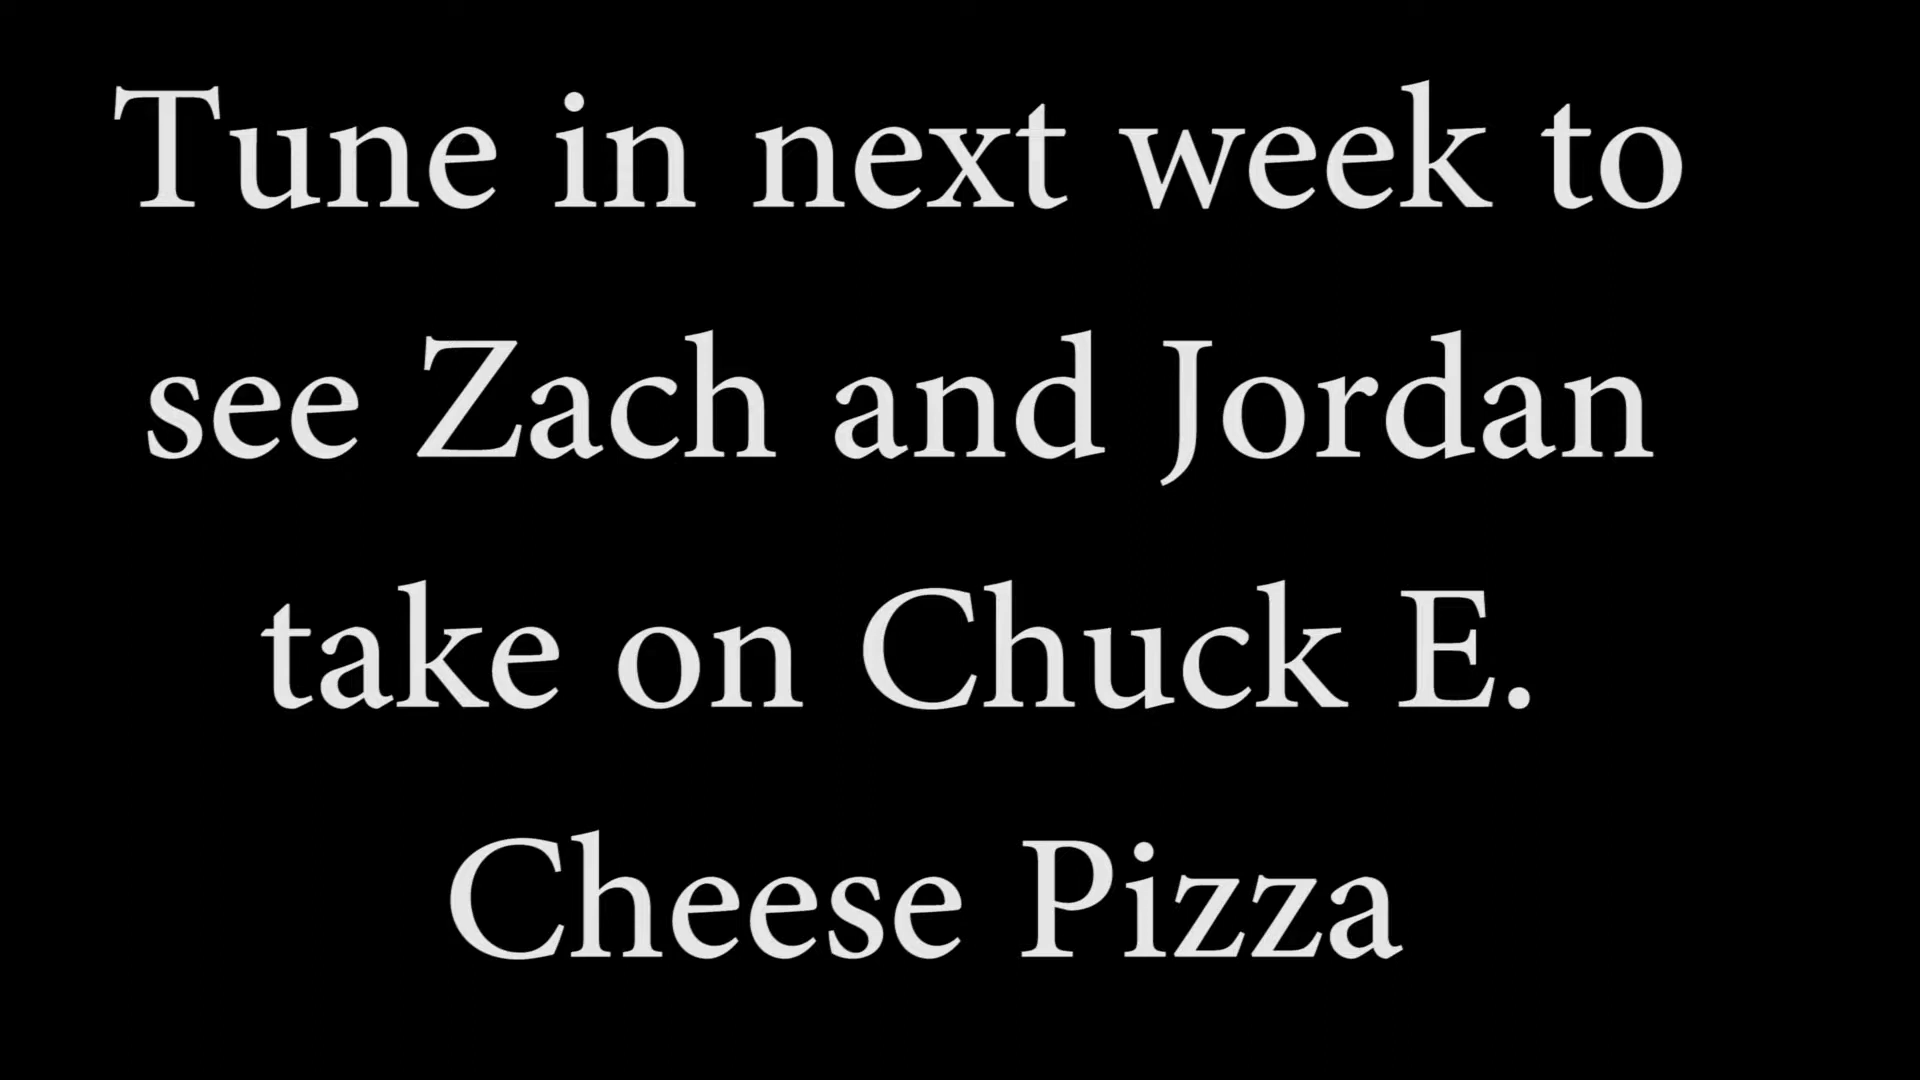 Tune in next week to
see Zach and Jordan
take on Chuck E.
Cheese Pizza